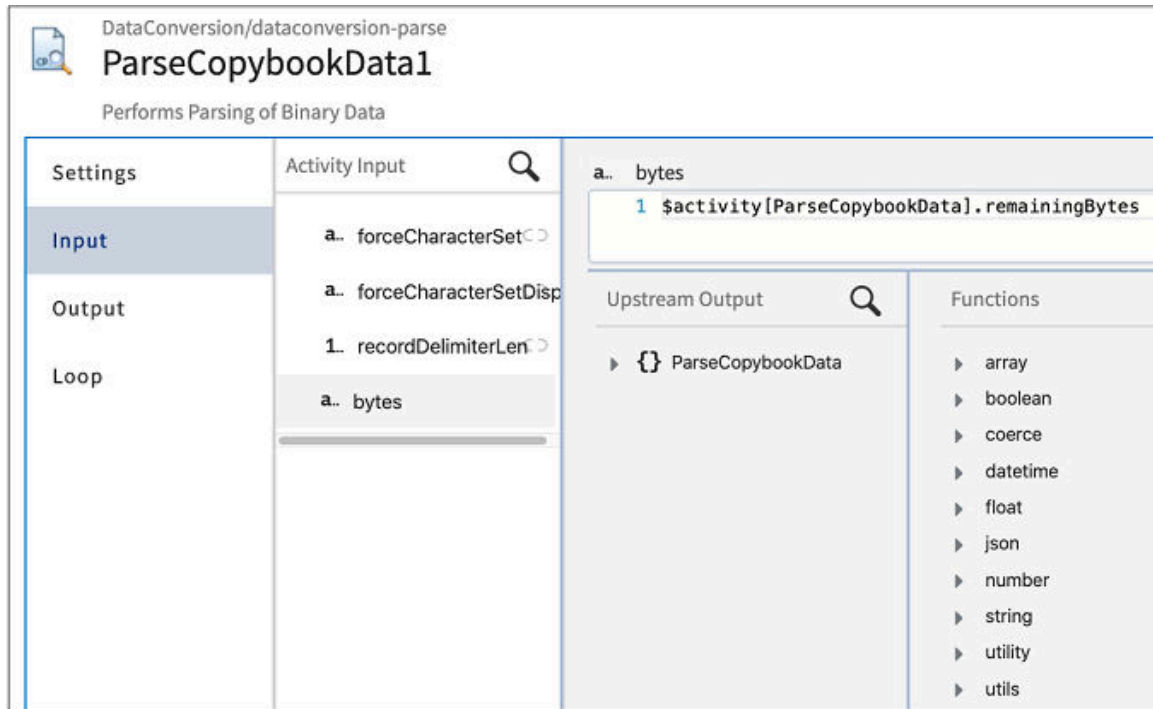 DataConversion/dataconversion-parse
ParseCopybookData1
Performs Parsing of Binary Data
Settings
Input
Output
Loop
Activity Input
a.. forceCharacterSet
a.. forceCharacterSetDisp
1.. recordDelimiterLen
a.. bytes
a.. bytes
1 $activity[ParseCopybookData].remainingBytes
Upstream Output
{} ParseCopybookData
Functions
array
boolean
coerce
datetime
float
json
number
string
utility
utils